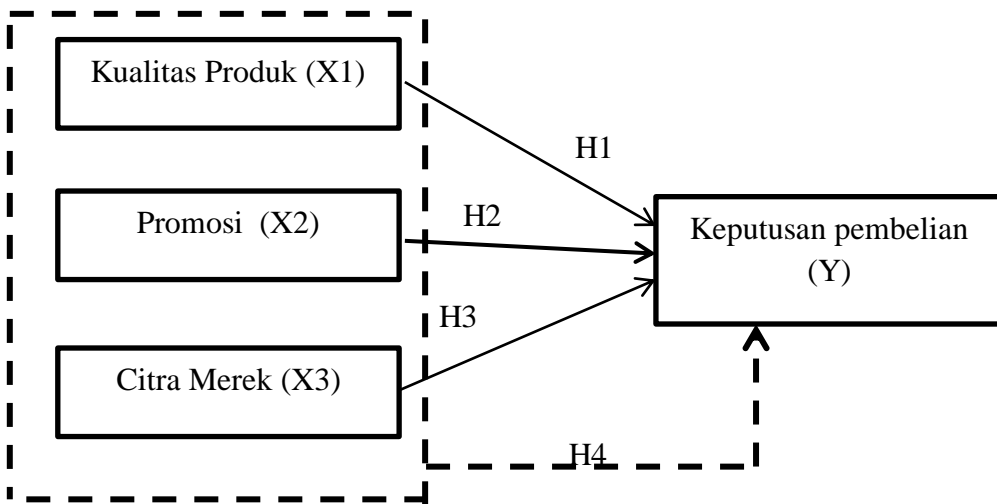 Kualitas Produk (X1)
H1
Promosi (X2)
H2
Keputusan pembelian
(Y)
H3
Citra Merek (X3)
H4